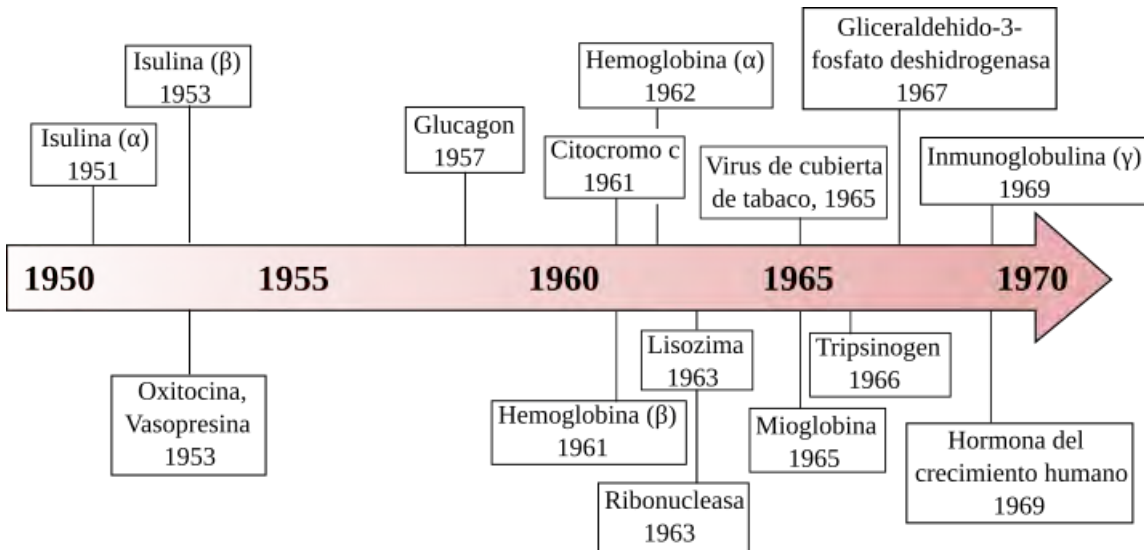 Isulina (α)
1951
Isulina (β)
1953
Glucagon
1957
Hemoglobina (α)
1962
Citocromo c
1961
Virus de cubierta
de tabaco, 1965
Gliceraldehido-3-
fosfato deshidrogenasa
1967
Inmunoglobulina (γ)
1969
1950
1955
1960
1965
1970
Oxitocina,
Vasopresina
1953
Hemoglobina (β)
1961
Lisozima
1963
Ribonucleasa
1963
Mioglobina
1965
Tripsinogen
1966
Hormona del
crecimiento humano
1969